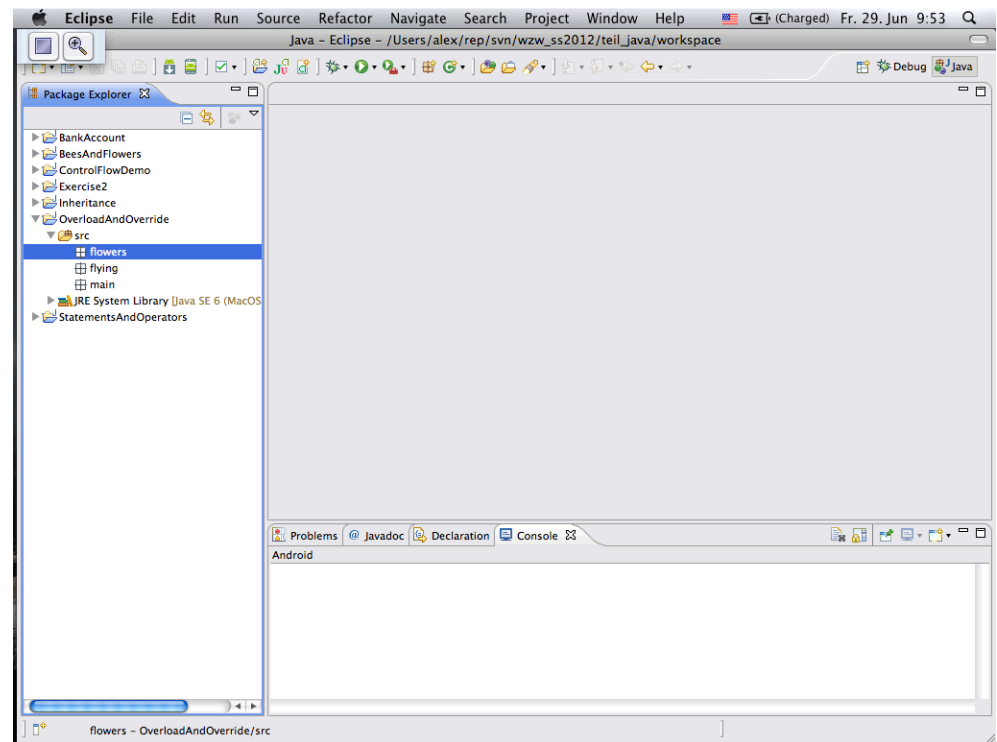 Eclipse File Edit Run Source Refactor Navigate Search Project Window Help (Charged) Fr. 29. Jun 9:53
Java – Eclipse – /Users/alex/rep/svn/wzw_ss2012/teil_java/workspace
Debug Java
Package Explorer
BankAccount
BeesAndFlowers
ControlFlowDemo
Exercise2
Inheritance
OverloadAndOverride
src
flowers
flying
main
JRE System Library [Java SE 6 (MacOS
StatementsAndOperators
Problems @ Javadoc Declaration Console
Android
flowers – OverloadAndOverride/src